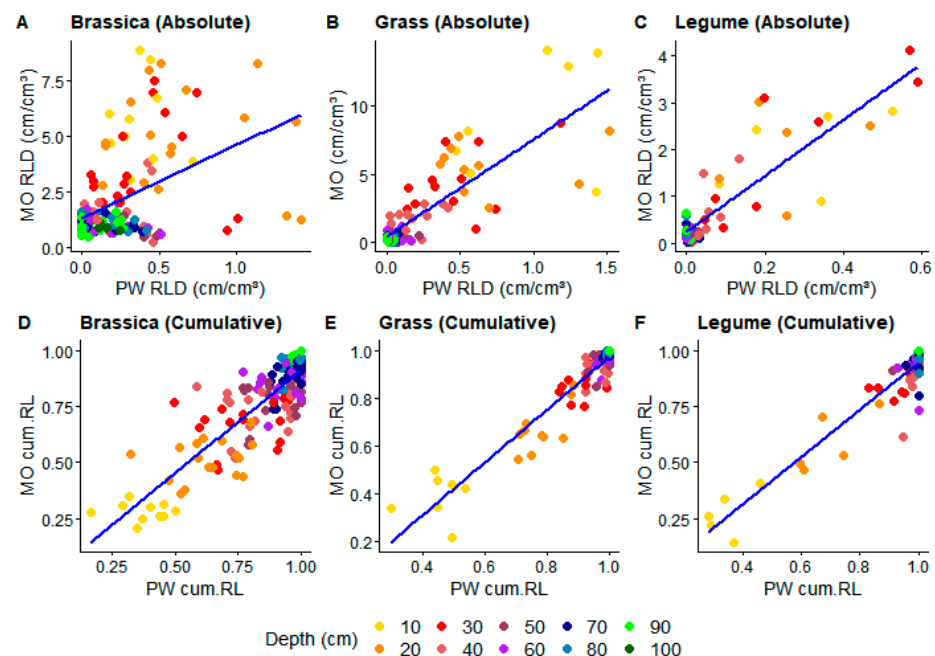 A Brassica (Absolute)
B Grass (Absolute)
C Legume (Absolute)
MO RLD (cm/cm³)
7.5
5.0
2.5
0.0
0.0 0.5 1.0
PW RLD (cm/cm³)
MO (cm/cm³)
10
5
0
0.0 0.5 1.0 1.5
PW RLD (cm/cm³)
MO RLD (cm/cm³)
4
3
2
1
0
0.0 0.2 0.4 0.6
PW RLD (cm/cm³)
D Brassica (Cumulative)
E Grass (Cumulative)
F Legume (Cumulative)
MO cum.RL
1.00
0.75
0.50
0.25
0.25 0.50 0.75 1.00
PW cum.RL
MO cum.RL
1.0
0.8
0.6
0.4
0.2
0.4 0.6 0.8 1.0
PW cum.RL
MO cum.RL
1.00
0.75
0.50
0.25
0.4 0.6 0.8 1.0
PW cum.RL
Depth (cm)
10 30 50 70 90
20 40 60 80 100